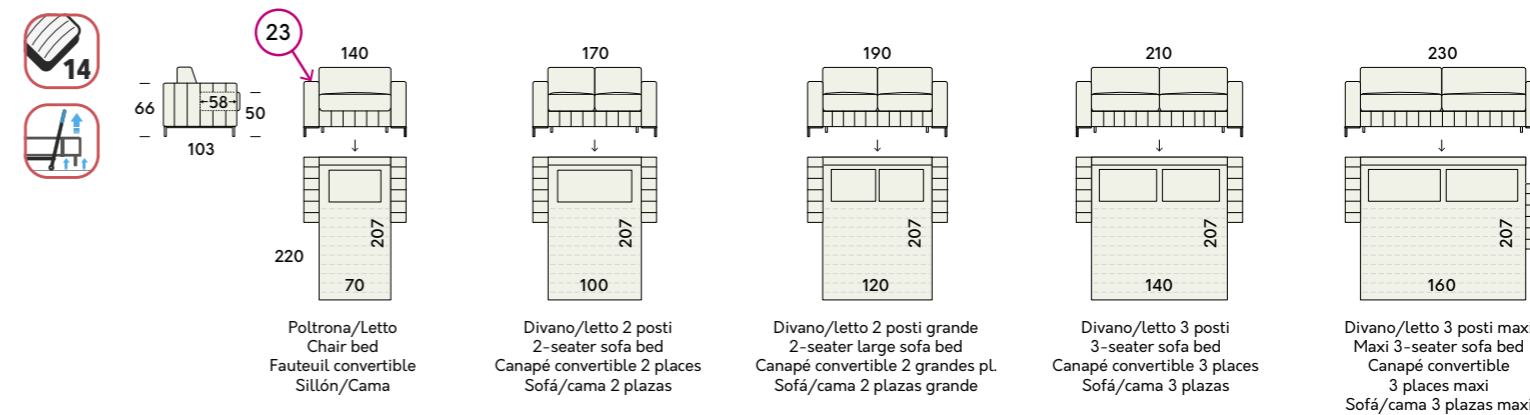 14
66
58
50
103
23
140
220
207
70
Poltrona/Letto
Chair bed
Fauteuil convertible
Sillón/Cama
170
207
100
Divano/letto 2 posti
2-seater sofa bed
Canapé convertible 2 places
Sofá/cama 2 plazas
190
207
120
Divano/letto 2 posti grande
2-seater large sofa bed
Canapé convertible 2 grandes pl.
Sofá/cama 2 plazas grande
210
207
140
Divano/letto 3 posti
3-seater sofa bed
Canapé convertible 3 places
Sofá/cama 3 plazas
230
207
160
Divano/letto 3 posti maxi
Maxi 3-seater sofa bed
Canapé convertible
3 places maxi
Sofá/cama 3 plazas maxi